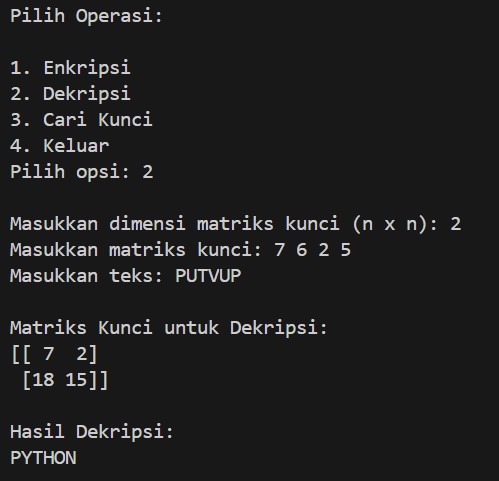 Pilih Operasi:
1. Enkripsi
2. Dekripsi
3. Cari Kunci
4. Keluar
Pilih opsi: 2
Masukkan dimensi matriks kunci (n x n): 2
Masukkan matriks kunci: 7 6 2 5
Masukkan teks: PUTVUP
Matriks Kunci untuk Dekripsi:
[[ 7  2]
 [18 15]]
Hasil Dekripsi:
PYTHON